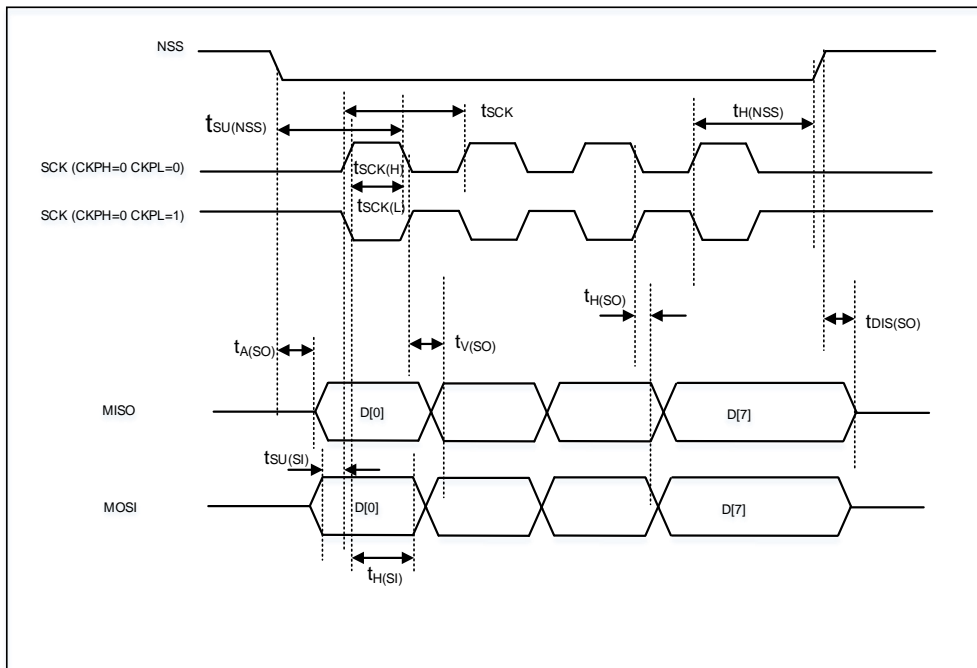 NSS
tSCK
tH(NSS)
tSU(NSS)
SCK (CKPH=0 CKPL=0)
tSCK(H)
tSCK(L)
SCK (CKPH=0 CKPL=1)
tH(SO)
tDIS(SO)
tA(SO)
tV(SO)
MISO
D[0]
D[7]
tSU(SI)
MOSI
D[0]
D[7]
tH(SI)